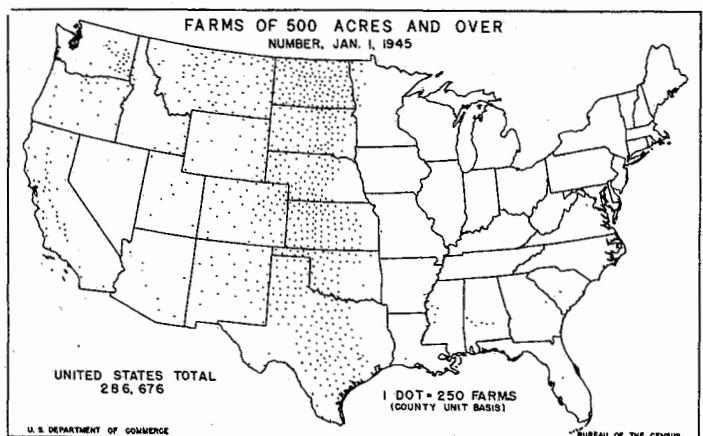 FARMS OF 500 ACRES AND OVER
NUMBER, JAN. 1, 1945
UNITED STATES TOTAL
286,676
1 DOT = 250 FARMS
(COUNTY UNIT BASIS)
U. S. DEPARTMENT OF COMMERCE
BUREAU OF THE CENSUS